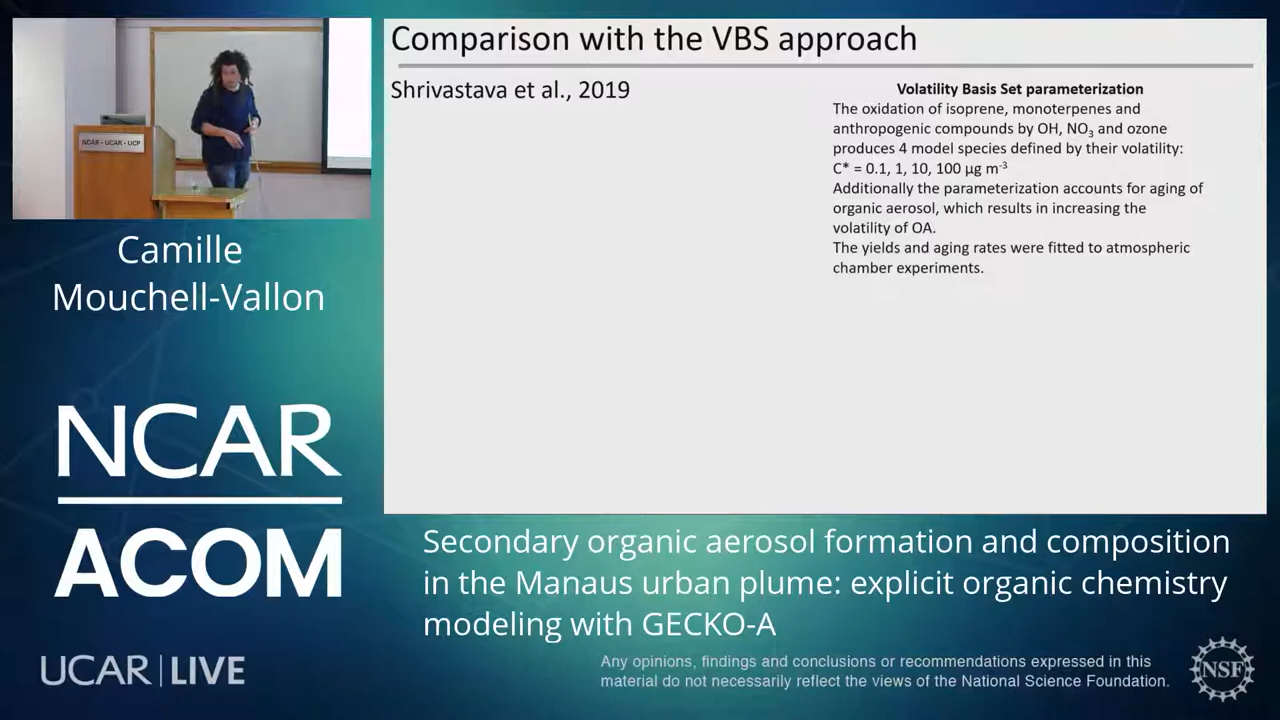 Comparison with the VBS approach
Shrivastava et al., 2019
Volatility Basis Set parameterization
The oxidation of isoprene, monoterpenes and
anthropogenic compounds by OH, NO₃ and ozone
produces 4 model species defined by their volatility:
C* = 0.1, 1, 10, 100 µg m⁻³
Additionally the parameterization accounts for aging of
organic aerosol, which results in increasing the
volatility of OA.
The yields and aging rates were fitted to atmospheric
chamber experiments.
NCAR - UCAR - UCP
Camille
Mouchell-Vallon
NCAR
ACOM
UCAR | LIVE
Secondary organic aerosol formation and composition
in the Manaus urban plume: explicit organic chemistry
modeling with GECKO-A
Any opinions, findings and conclusions or recommendations expressed in this
material do not necessarily reflect the views of the National Science Foundation.
NSF